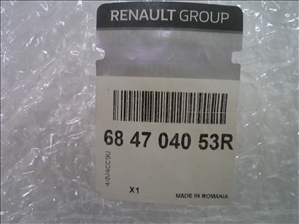 RENAULT GROUP
68 47 040 53R
X1
MADE IN ROMANIA